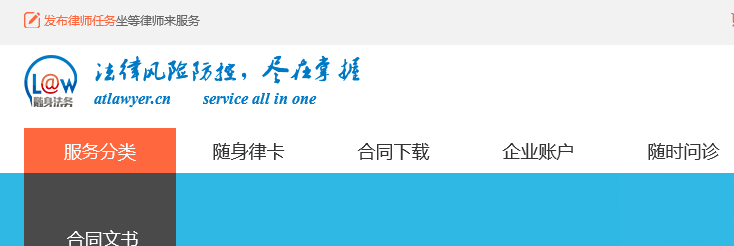 发布律师任务坐等律师来服务
L@W
随身法务
法律风险防控，尽在掌握
atlawyer.cn service all in one
服务分类 随身律卡 合同下载 企业账户 随时问诊
合同文书